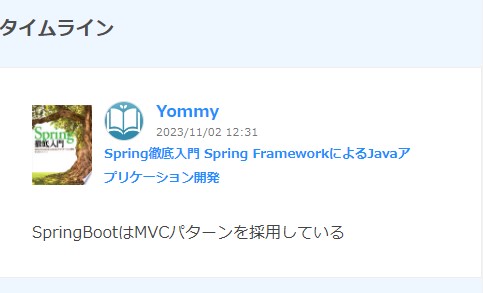 タイムライン
Spring
徹底入門
Yommy
2023/11/02 12:31
Spring徹底入門 Spring FrameworkによるJavaア
プリケーション開発
SpringBootはMVCパターンを採用している